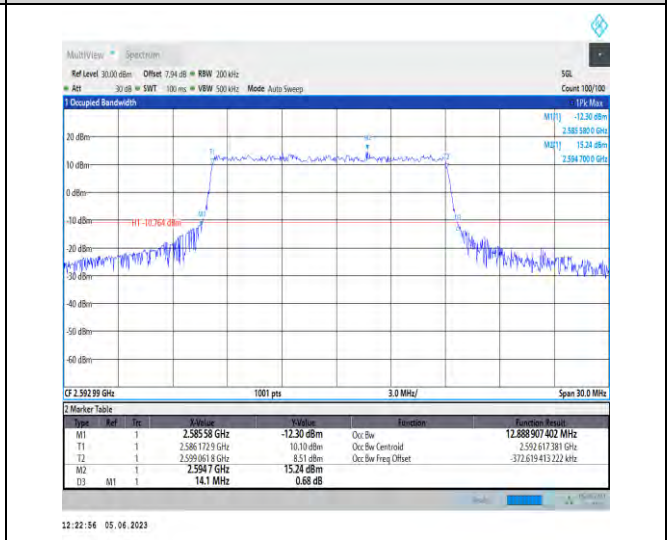 MultiView Spectrum
Ref Level 30.00 dBm Offset 7.94 dB RBW 200 kHz SGL
Att 30 dB SWT 100 ms VBW 500 kHz Mode Auto Sweep Count 100/100
1 Occupied Bandwidth 1Pk Max
M1[1] -12.30 dBm
2.585 580 0 GHz
M2[1] 15.24 dBm
2.594 700 0 GHz
20 dBm
10 dBm
0 dBm
-10 dBm
H1 -10.764 dBm
-20 dBm
-30 dBm
-40 dBm
-50 dBm
-60 dBm
M2
T1
T2
M1
D3
CF 2.592 99 GHz 1001 pts 3.0 MHz/ Span 30.0 MHz
2 Marker Table
Type Ref Trc X-Value Y-Value Function Function Result
M1 1 2.585 58 GHz -12.30 dBm Occ Bw 12.888 907 402 MHz
T1 1 2.586 172 9 GHz 10.10 dBm Occ Bw Centroid 2.592 617 381 GHz
T2 1 2.599 061 8 GHz 8.51 dBm Occ Bw Freq Offset -372.619 413 222 kHz
M2 1 2.594 7 GHz 15.24 dBm
D3 M1 1 14.1 MHz 0.68 dB
12:22:56 05.06.2023